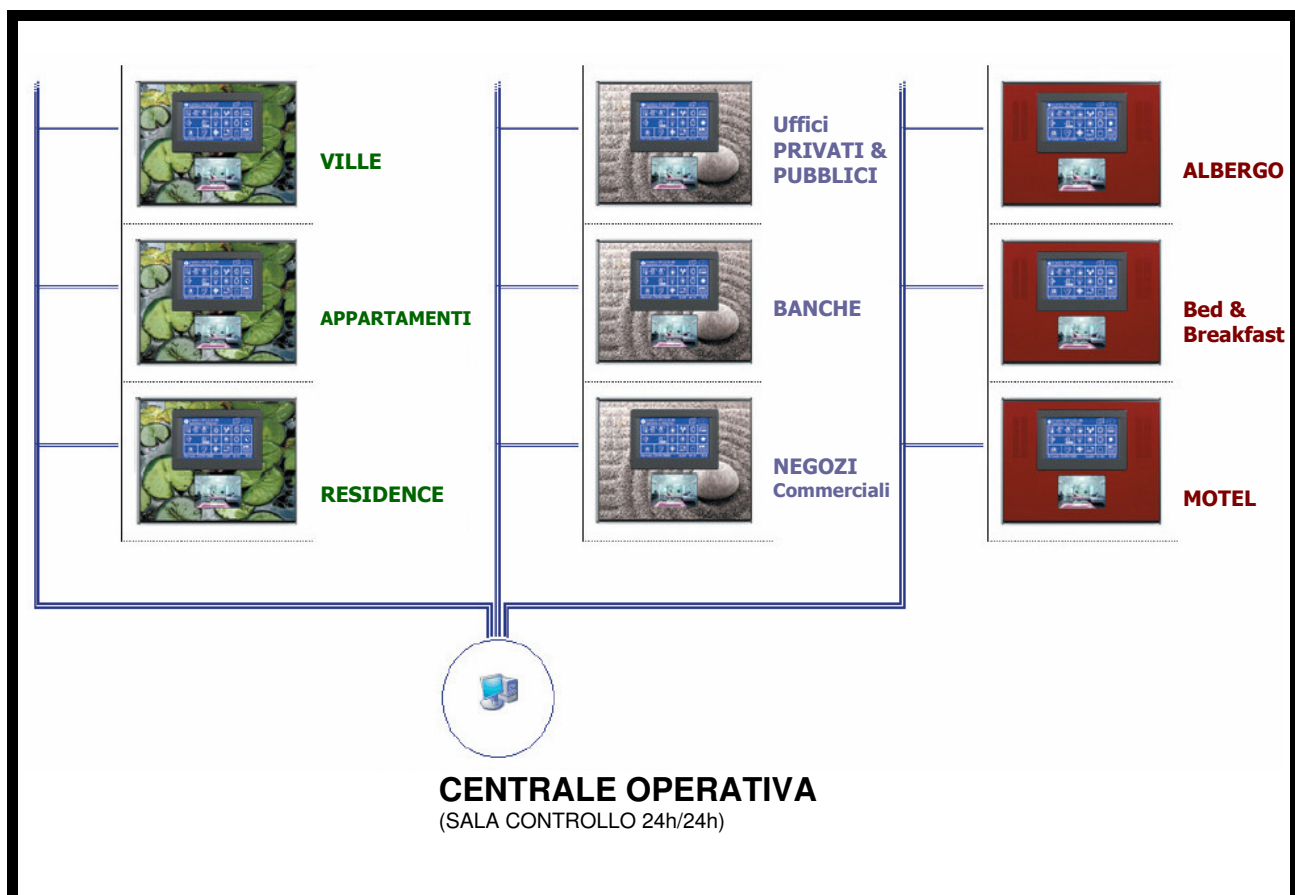 VILLE
APPARTAMENTI
RESIDENCE
Uffici
PRIVATI &
PUBBLICI
BANCHE
NEGOZI
Commerciali
ALBERGO
Bed &
Breakfast
MOTEL
CENTRALE OPERATIVA
(SALA CONTROLLO 24h/24h)